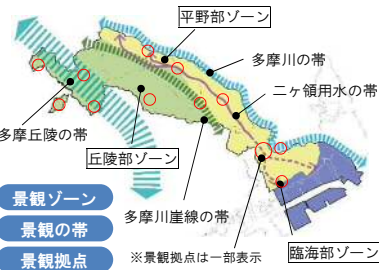 平野部ゾーン
多摩川の帯
二ヶ領用水の帯
多摩丘陵の帯
丘陵部ゾーン
多摩川崖線の帯
景観ゾーン
景観の帯
景観拠点
※景観拠点は一部表示
臨海部ゾーン